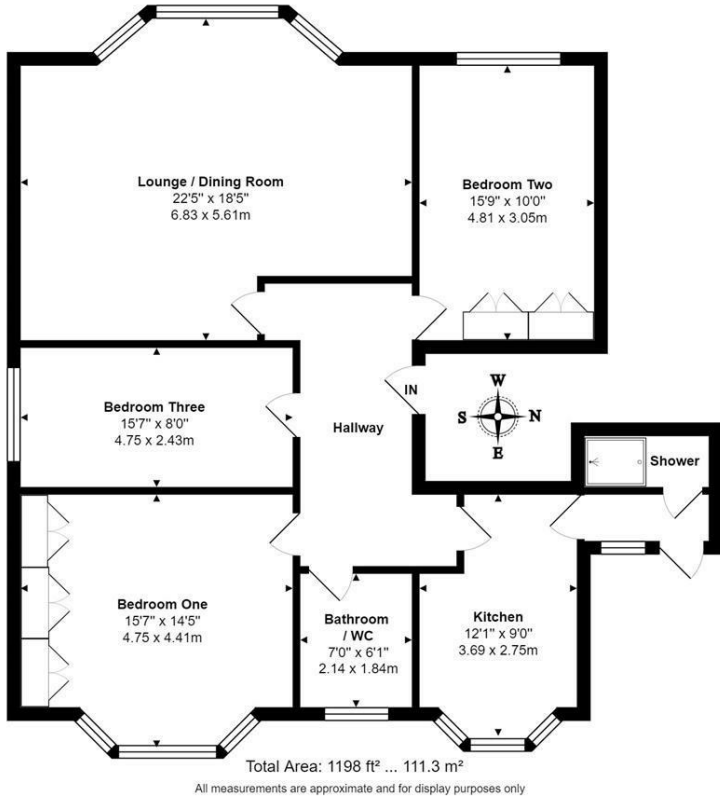 Lounge / Dining Room
22'5" x 18'5"
6.83 x 5.61m
Bedroom Two
15'9" x 10'0"
4.81 x 3.05m
Bedroom Three
15'7" x 8'0"
4.75 x 2.43m
Hallway
IN
W
S
N
E
Shower
Bedroom One
15'7" x 14'5"
4.75 x 4.41m
Bathroom
/ WC
7'0" x 6'1"
2.14 x 1.84m
Kitchen
12'1" x 9'0"
3.69 x 2.75m
Total Area: 1198 ft² ... 111.3 m²
All measurements are approximate and for display purposes only